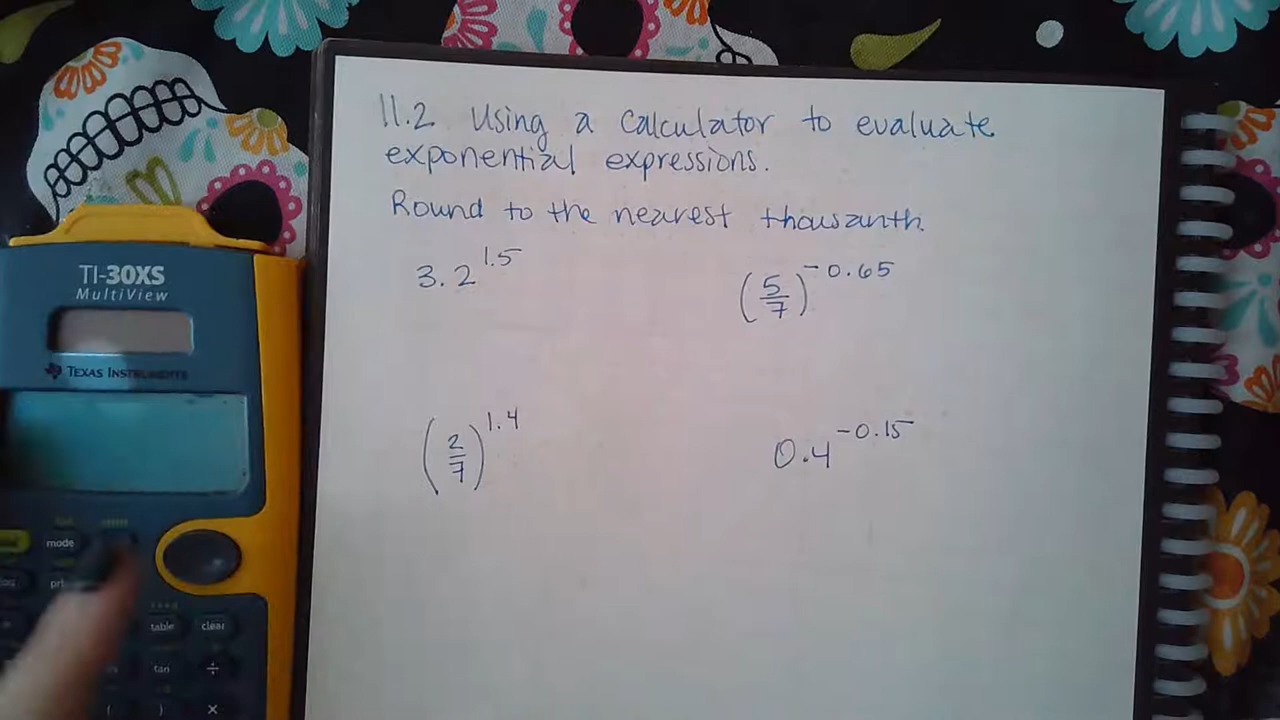 11.2 Using a Calculator to evaluate
exponential expressions.
Round to the nearest thousanth.
3.2^1.5
(5/7)^-0.65
(2/7)^1.4
0.4^-0.15
TI-30XS
MultiView
TEXAS INSTRUMENTS
mode
table clear
tan ÷
) ×